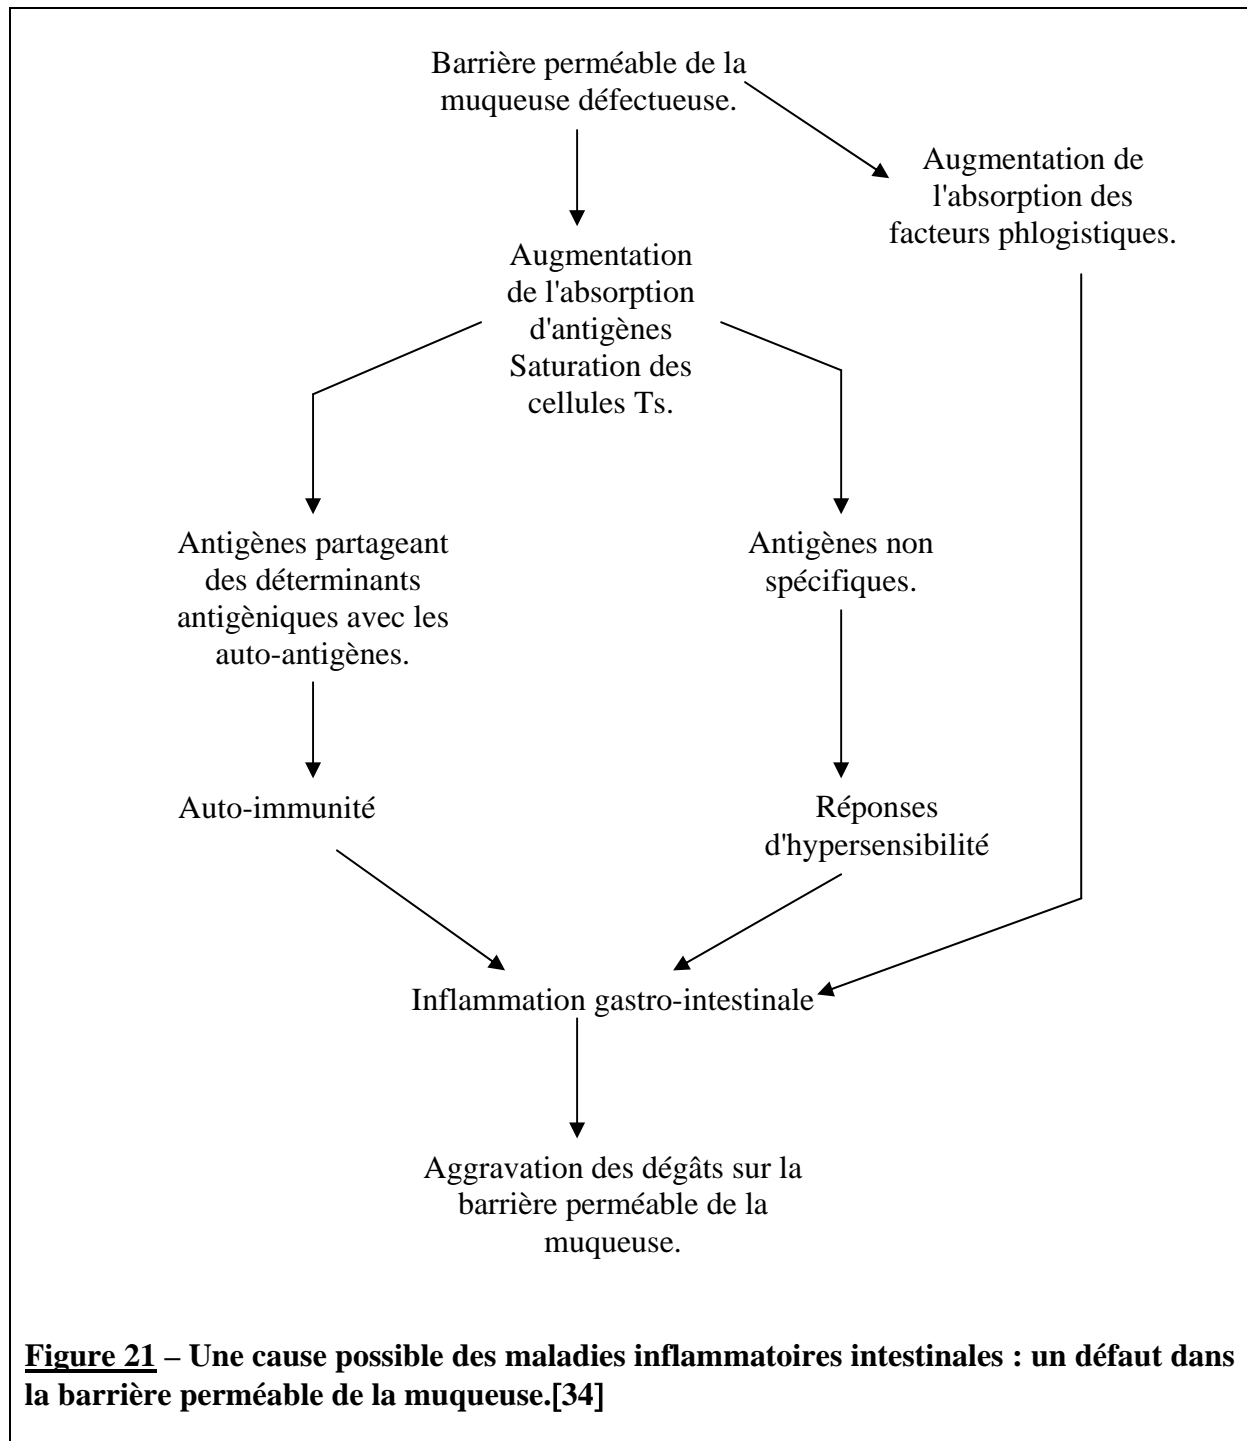 Barrière perméable de la
muqueuse défectueuse.
Augmentation de
l'absorption des
facteurs phlogistiques.
Augmentation
de l'absorption
d'antigènes
Saturation des
cellules Ts.
Antigènes partageant
des déterminants
antigèniques avec les
auto-antigènes.
Antigènes non
spécifiques.
Auto-immunité
Réponses
d'hypersensibilité
Inflammation gastro-intestinale
Aggravation des dégâts sur la
barrière perméable de la
muqueuse.
Figure 21 – Une cause possible des maladies inflammatoires intestinales : un défaut dans
la barrière perméable de la muqueuse.[34]